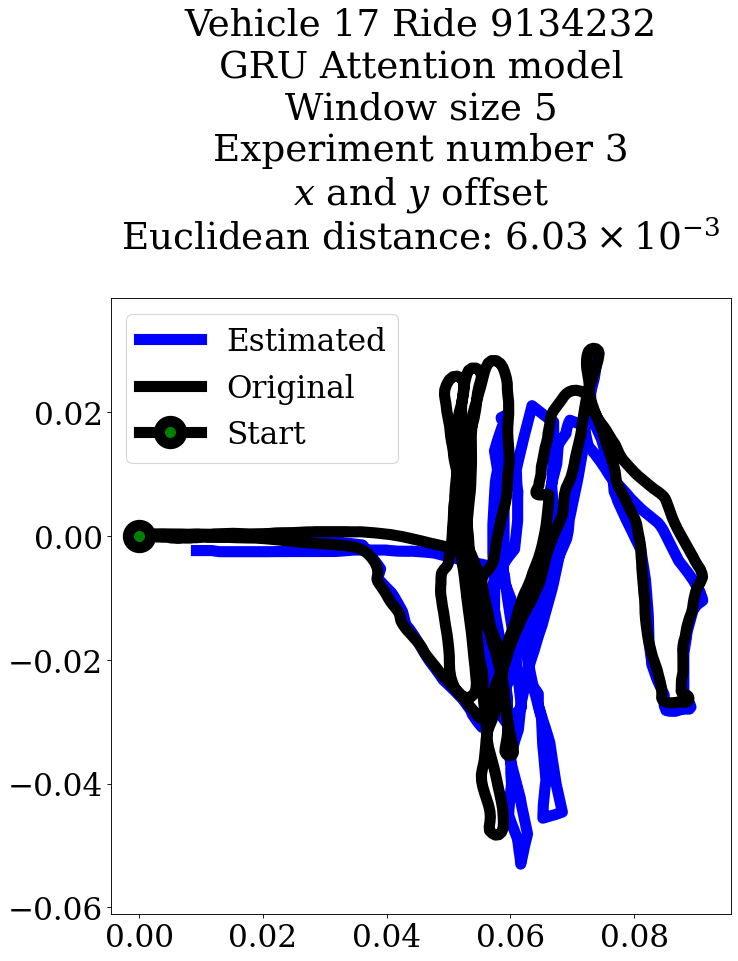 Vehicle 17 Ride 9134232
GRU Attention model
Window size 5
Experiment number 3
x and y offset
Euclidean distance: 6.03 × 10⁻³
Estimated
Original
Start
0.02
0.00
−0.02
−0.04
−0.06
0.00 0.02 0.04 0.06 0.08